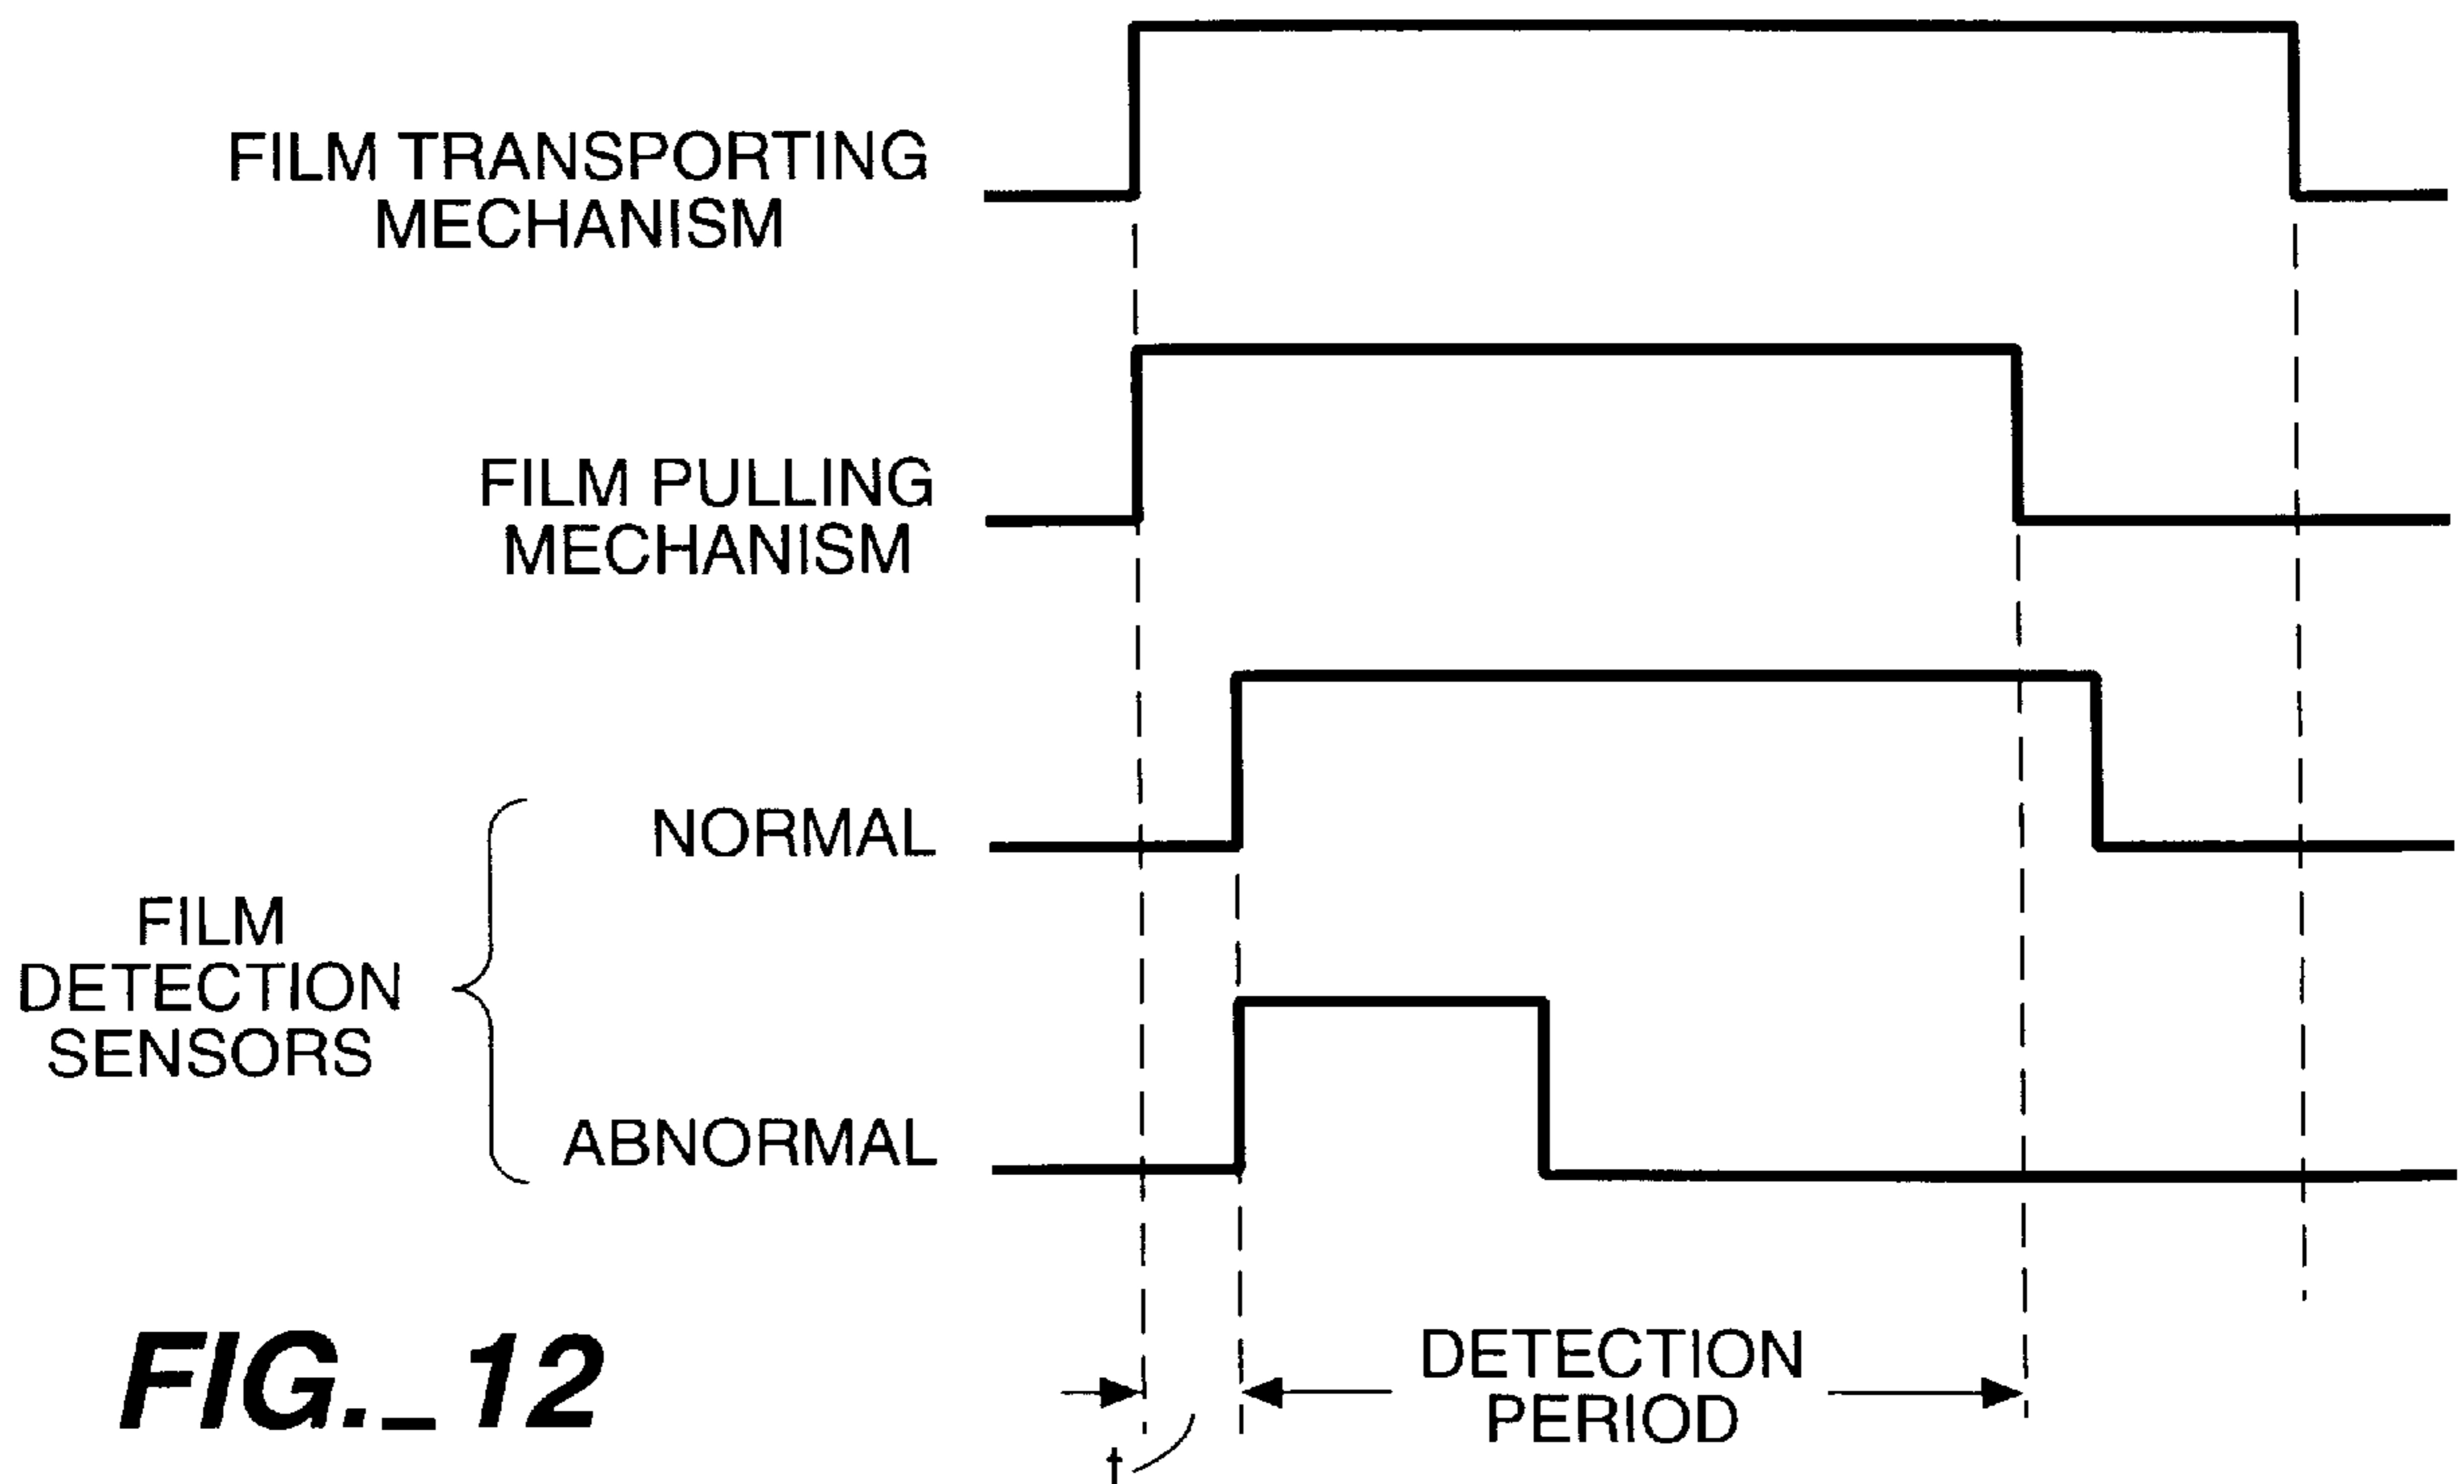 FILM TRANSPORTING
MECHANISM
FILM PULLING
MECHANISM
NORMAL
FILM
DETECTION
SENSORS
ABNORMAL
DETECTION
PERIOD
t
FIG._12